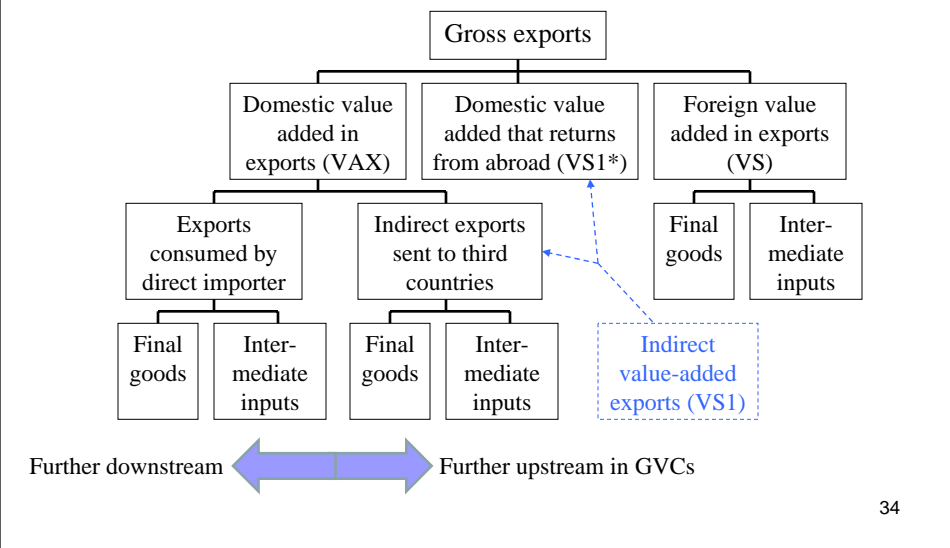 Gross exports
Domestic value
added in
exports (VAX)
Domestic value
added that returns
from abroad (VS1*)
Foreign value
added in exports
(VS)
Exports
consumed by
direct importer
Indirect exports
sent to third
countries
Final
goods
Inter-
mediate
inputs
Final
goods
Inter-
mediate
inputs
Final
goods
Inter-
mediate
inputs
Indirect
value-added
exports (VS1)
Further downstream
Further upstream in GVCs
34